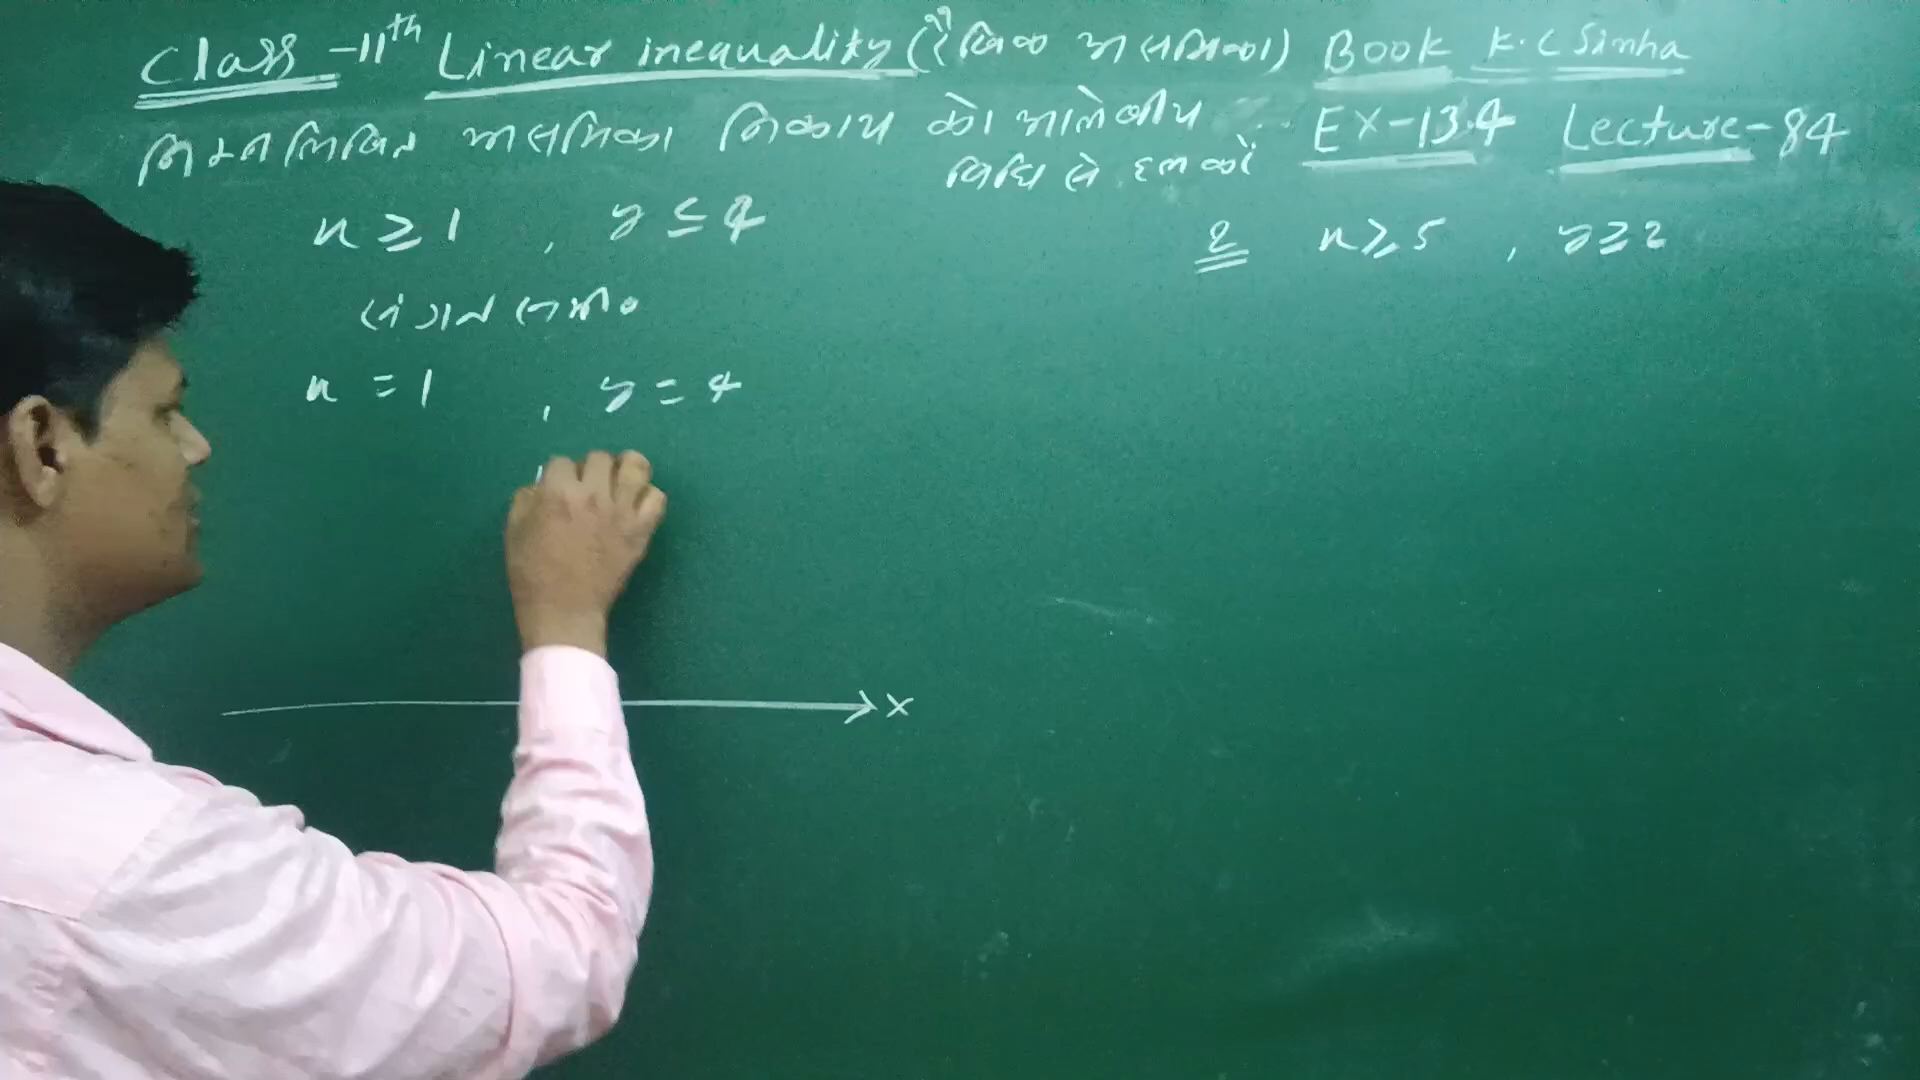 Class -11th Linear inequality (रैखिक असमिका) Book K.C Sinha
निम्नलिखित असमिका निकाय को आलेखीय EX-13.4 Lecture-84
विधि से हल करें
x ≥ 1 , y ≤ 4
2 x ≥ 5 , y ≥ 2
संगत समी०
x = 1 , y = 4
X